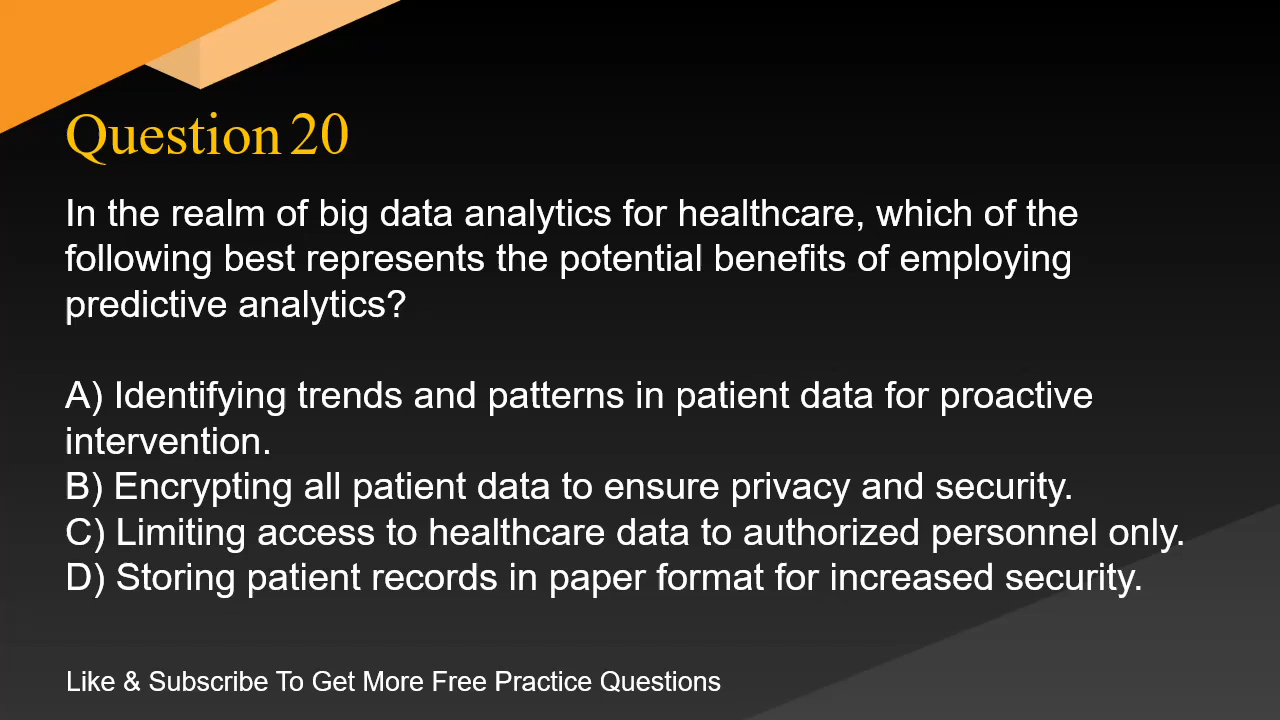 Question 20
In the realm of big data analytics for healthcare, which of the
following best represents the potential benefits of employing
predictive analytics?
A) Identifying trends and patterns in patient data for proactive
intervention.
B) Encrypting all patient data to ensure privacy and security.
C) Limiting access to healthcare data to authorized personnel only.
D) Storing patient records in paper format for increased security.
Like & Subscribe To Get More Free Practice Questions